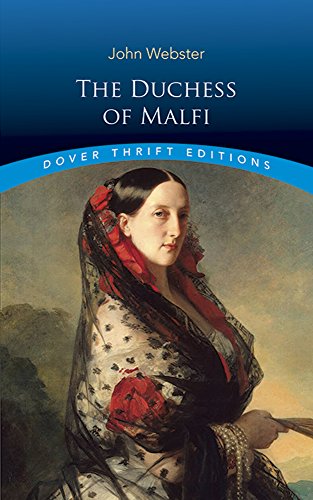 John Webster
The Duchess
of Malfi
DOVER THRIFT EDITIONS